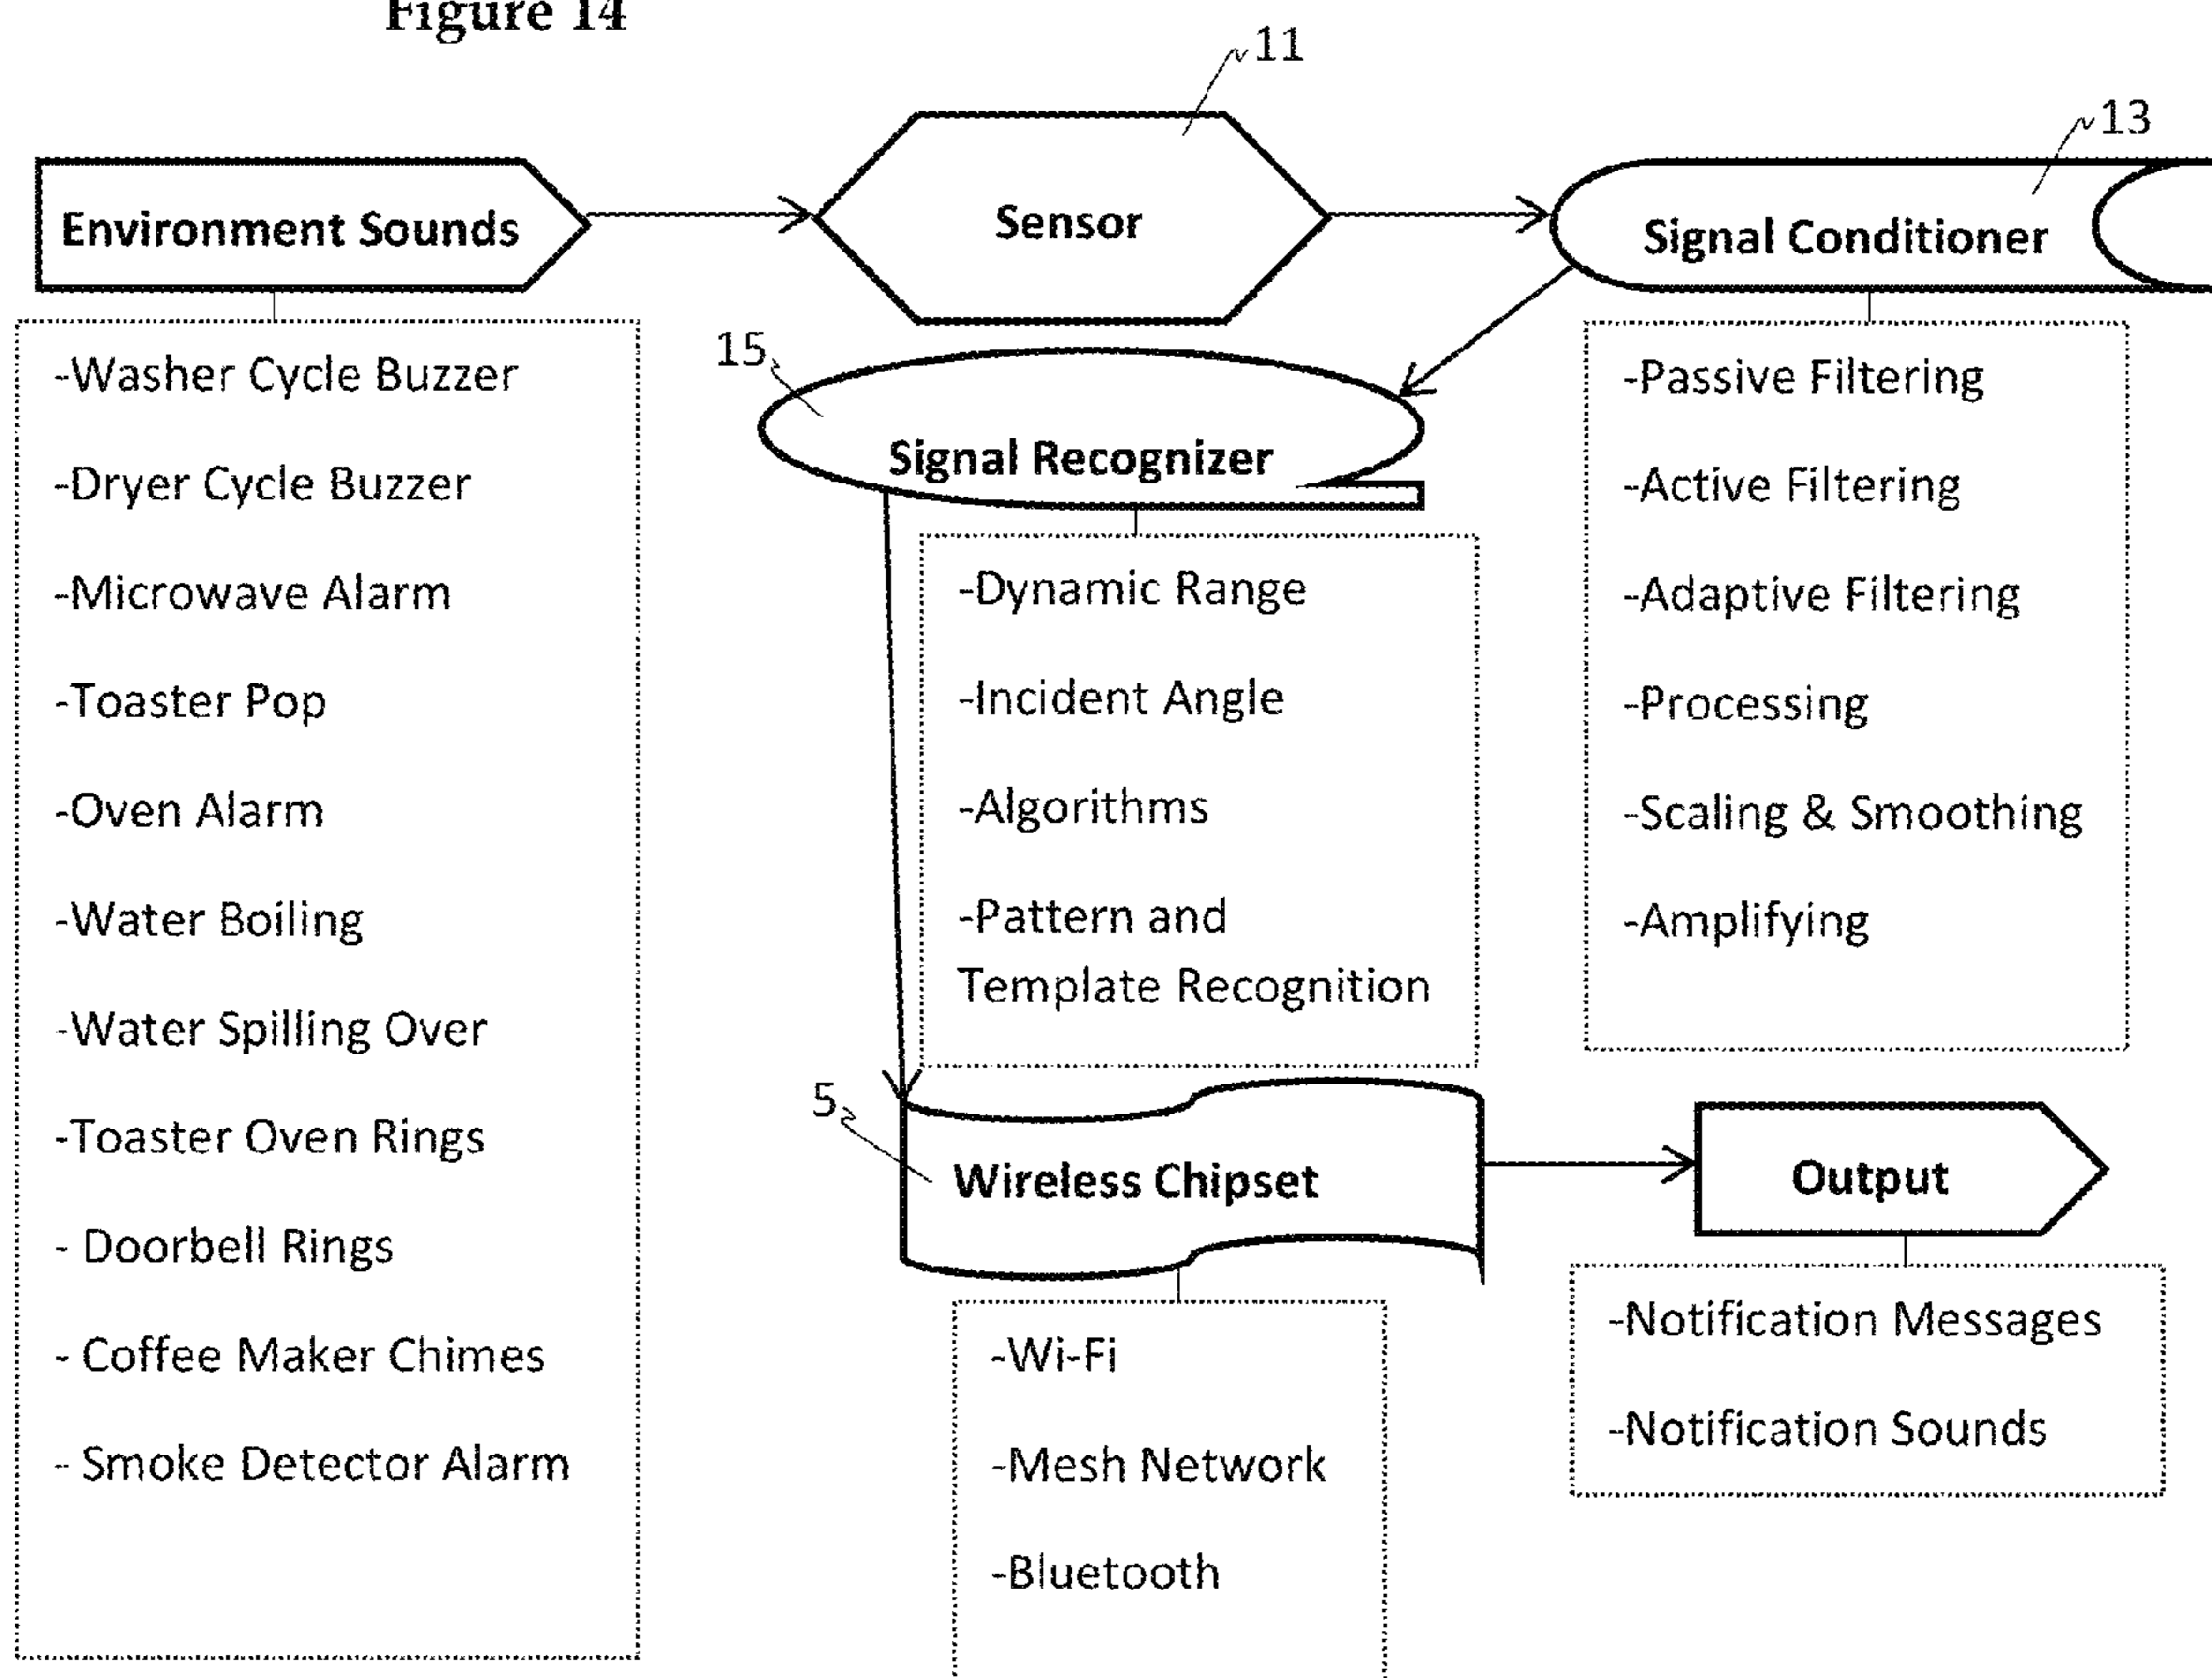 Figure 14
11
13
Environment Sounds
Sensor
Signal Conditioner
-Washer Cycle Buzzer
-Dryer Cycle Buzzer
-Microwave Alarm
-Toaster Pop
-Oven Alarm
-Water Boiling
-Water Spilling Over
-Toaster Oven Rings
- Doorbell Rings
- Coffee Maker Chimes
- Smoke Detector Alarm
15
Signal Recognizer
-Dynamic Range
-Incident Angle
-Algorithms
-Pattern and
Template Recognition
-Passive Filtering
-Active Filtering
-Adaptive Filtering
-Processing
-Scaling & Smoothing
-Amplifying
5
Wireless Chipset
-Wi-Fi
-Mesh Network
-Bluetooth
Output
-Notification Messages
-Notification Sounds